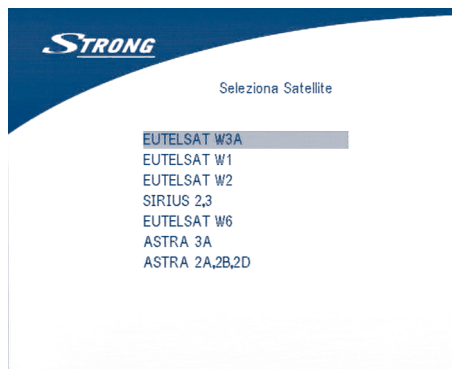 STRONG
Seleziona Satellite
EUTELSAT W3A
EUTELSAT W1
EUTELSAT W2
SIRIUS 2,3
EUTELSAT W6
ASTRA 3A
ASTRA 2A,2B,2D